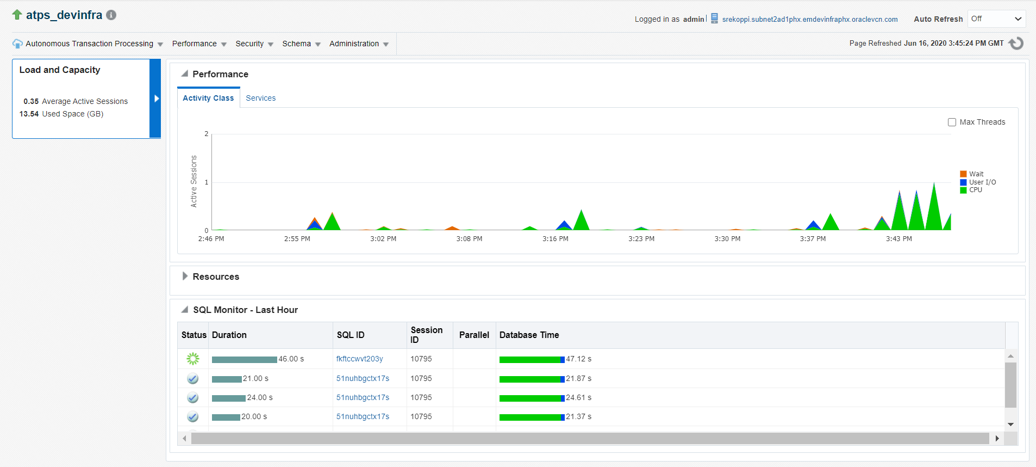 atps_devinfra
Logged in as admin | srekoppi.subnet2ad1phx.emdevinfraphx.oraclevcn.com Auto Refresh Off
Autonomous Transaction Processing Performance Security Schema Administration
Page Refreshed Jun 16, 2020 3:45:24 PM GMT
Load and Capacity
0.35 Average Active Sessions
13.54 Used Space (GB)
Performance
Activity Class Services
Max Threads
Active Sessions
2
1
0
Wait
User I/O
CPU
2:46 PM 2:55 PM 3:02 PM 3:08 PM 3:16 PM 3:23 PM 3:30 PM 3:37 PM 3:43 PM
Resources
SQL Monitor - Last Hour
Status Duration SQL ID Session ID Parallel Database Time
46.00 s fkftccwvt203y 10795 47.12 s
21.00 s 51nuhbgctx17s 10795 21.87 s
24.00 s 51nuhbgctx17s 10795 24.61 s
20.00 s 51nuhbgctx17s 10795 21.37 s